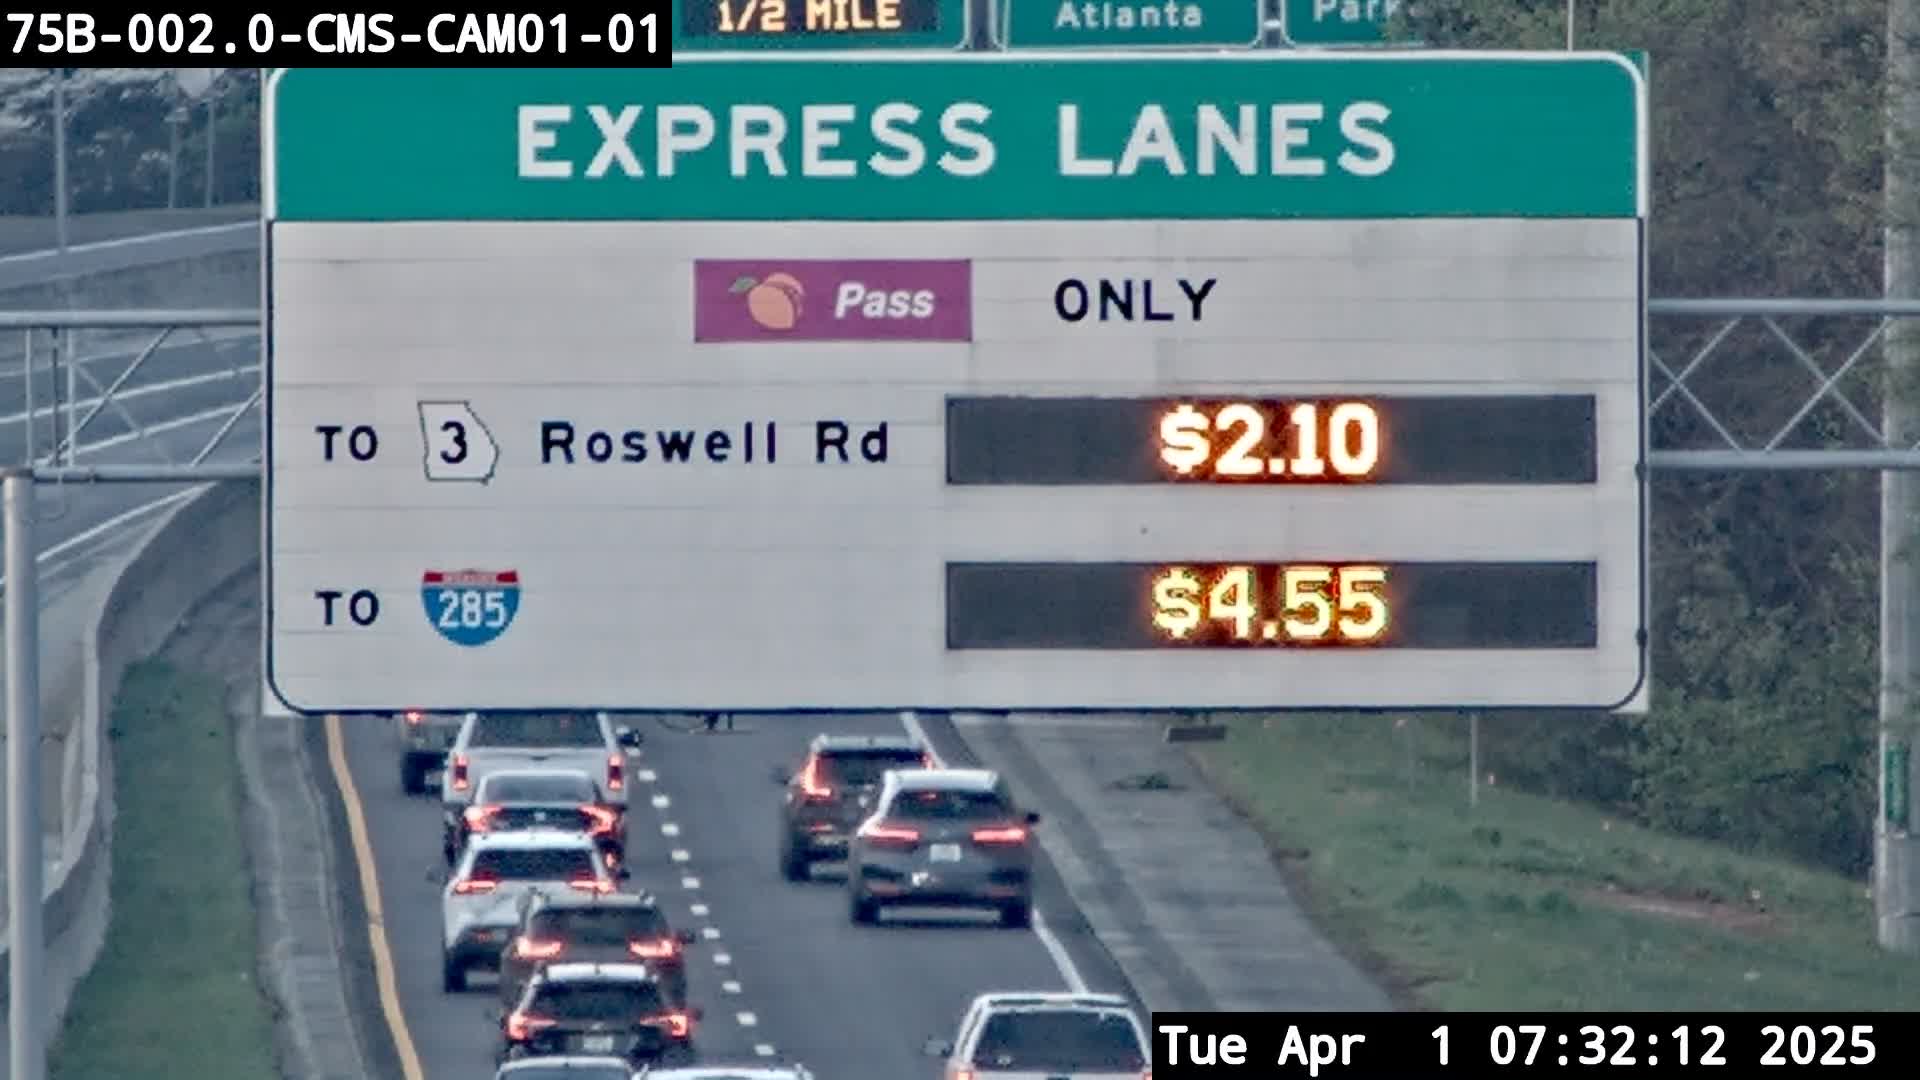 75B-002.0-CMS-CAM01-01
1/2 MILE
Atlanta
Park
EXPRESS LANES
Pass ONLY
TO 3 Roswell Rd $2.10
TO 285 $4.55
Tue Apr 1 07:32:12 2025